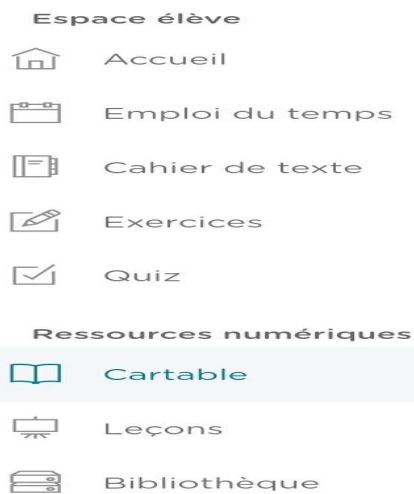 Espace élève
Accueil
Emploi du temps
Cahier de texte
Exercices
Quiz
Ressources numériques
Cartable
Leçons
Bibliothèque